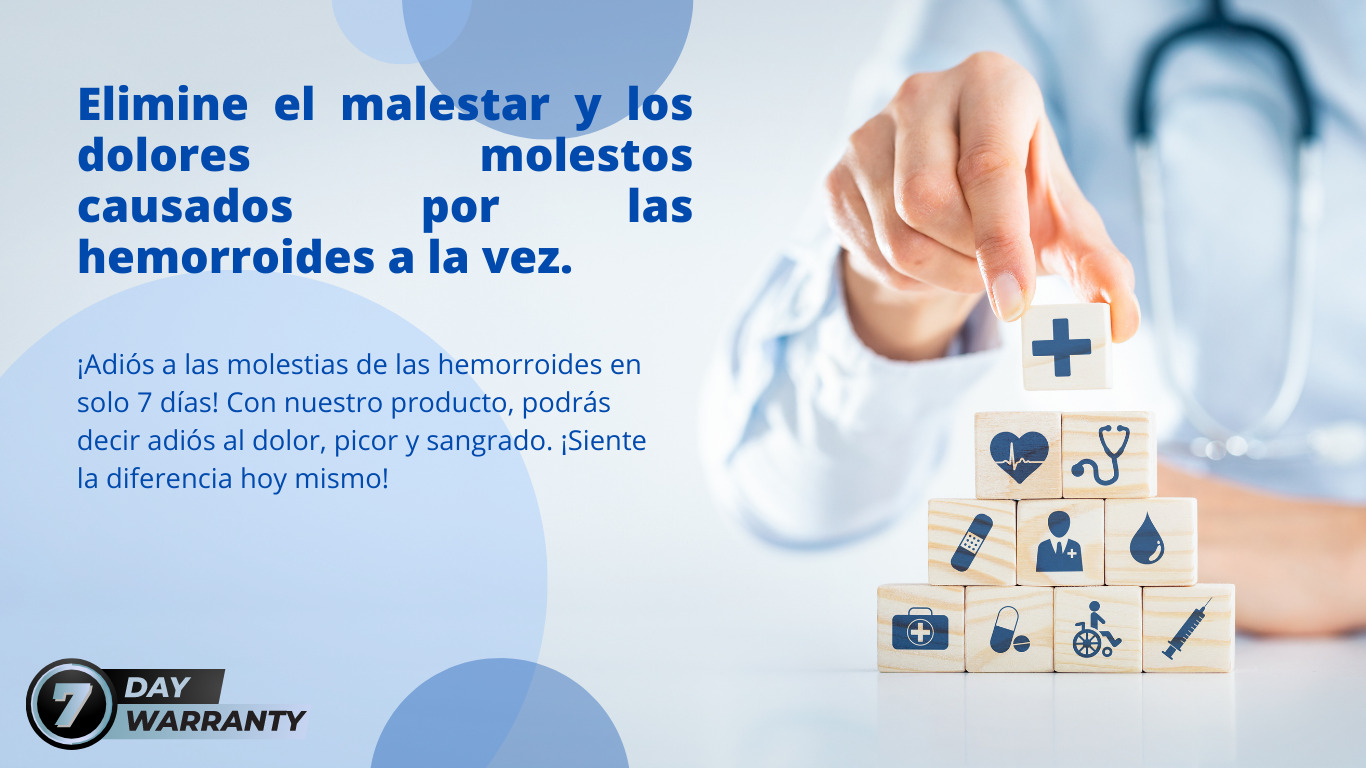 Elimine el malestar y los
dolores molestos
causados por las
hemorroides a la vez.
¡Adiós a las molestias de las hemorroides en
solo 7 días! Con nuestro producto, podrás
decir adiós al dolor, picor y sangrado. ¡Siente
la diferencia hoy mismo!
7 DAY
WARRANTY